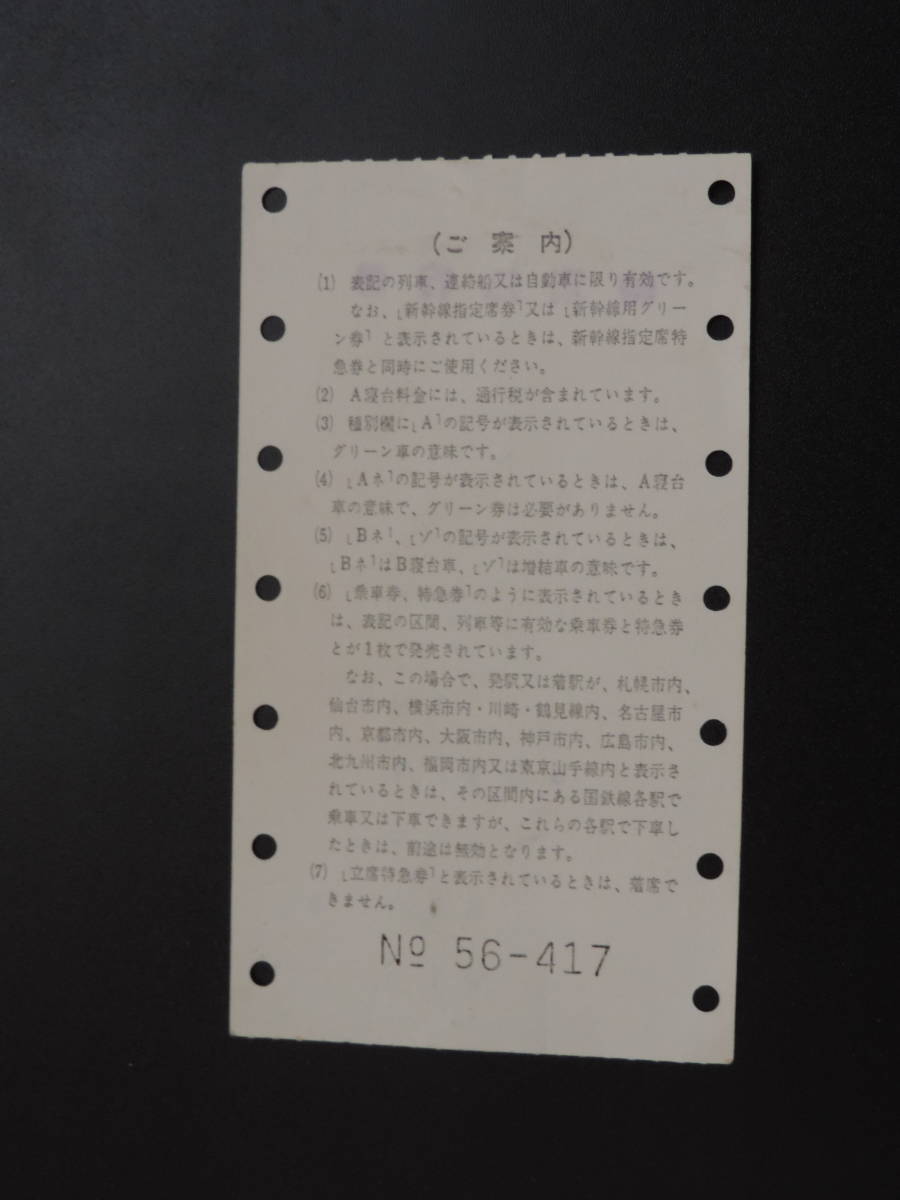 (ご案内)
(1) 表記の列車、連絡船又は自動車に限り有効です。
なお、｢新幹線指定席券｣又は｢新幹線用グリー
ン券｣と表示されているときは、新幹線指定席特
急券と同時にご使用ください。
(2) A寝台料金には、通行税が含まれています。
(3) 種別欄に｢A｣の記号が表示されているときは、
グリーン車の意味です。
(4) ｢Aネ｣の記号が表示されているときは、A寝台
車の意味で、グリーン券は必要がありません。
(5) ｢Bネ｣、｢ゾ｣の記号が表示されているときは、
｢Bネ｣はB寝台車、｢ゾ｣は増結車の意味です。
(6) ｢乗車券、特急券｣のように表示されているとき
は、表記の区間、列車等に有効な乗車券と特急券
とが1枚で発売されています。
なお、この場合で、発駅又は着駅が、札幌市内、
仙台市内、横浜市内・川崎・鶴見線内、名古屋市
内、京都市内、大阪市内、神戸市内、広島市内、
北九州市内、福岡市内又は東京山手線内と表示さ
れているときは、その区間内にある国鉄線各駅で
乗車又は下車できますが、これらの各駅で下車し
たときは、前途は無効となります。
(7) ｢立席特急券｣と表示されているときは、着席で
きません。
№ 56-417